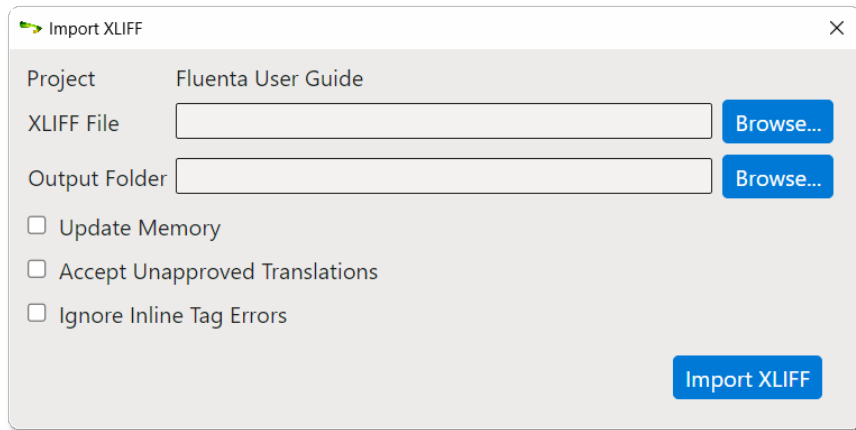 Import XLIFF
Project Fluenta User Guide
XLIFF File Browse...
Output Folder Browse...
Update Memory
Accept Unapproved Translations
Ignore Inline Tag Errors
Import XLIFF